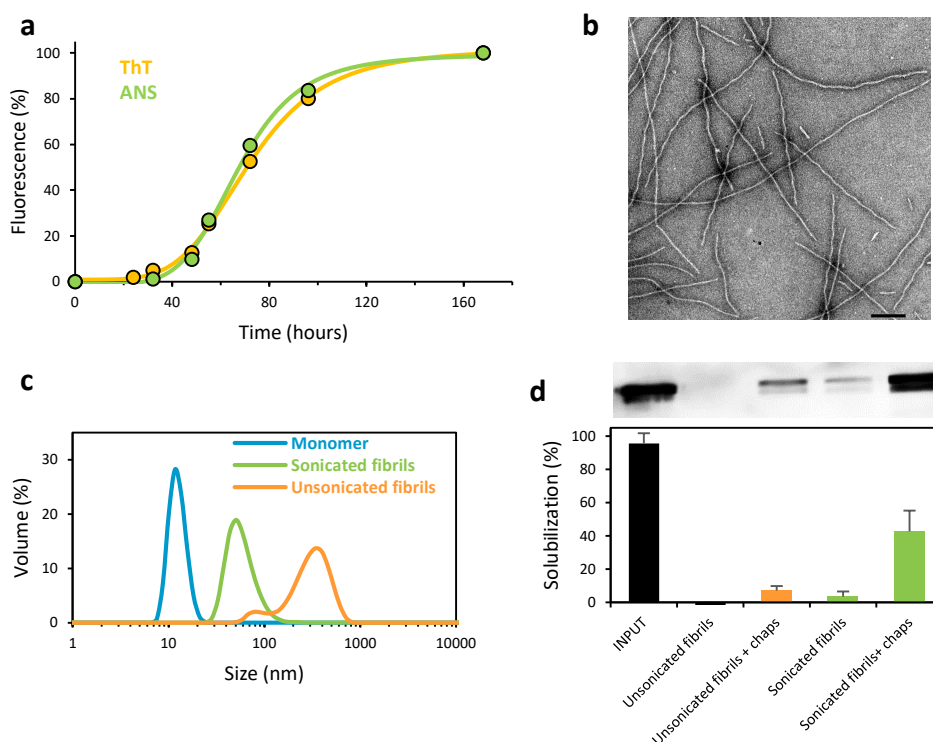 a
100
80
60
40
20
0
Fluorescence (%)
ThT
ANS
0
40
80
120
160
Time (hours)
b
c
30
20
10
0
Volume (%)
Monomer
Sonicated fibrils
Unsonicated fibrils
1
10
100
1000
10000
Size (nm)
d
100
80
60
40
20
0
Solubilization (%)
INPUT
Unsonicated fibrils
Unsonicated fibrils + chaps
Sonicated fibrils
Sonicated fibrils+ chaps